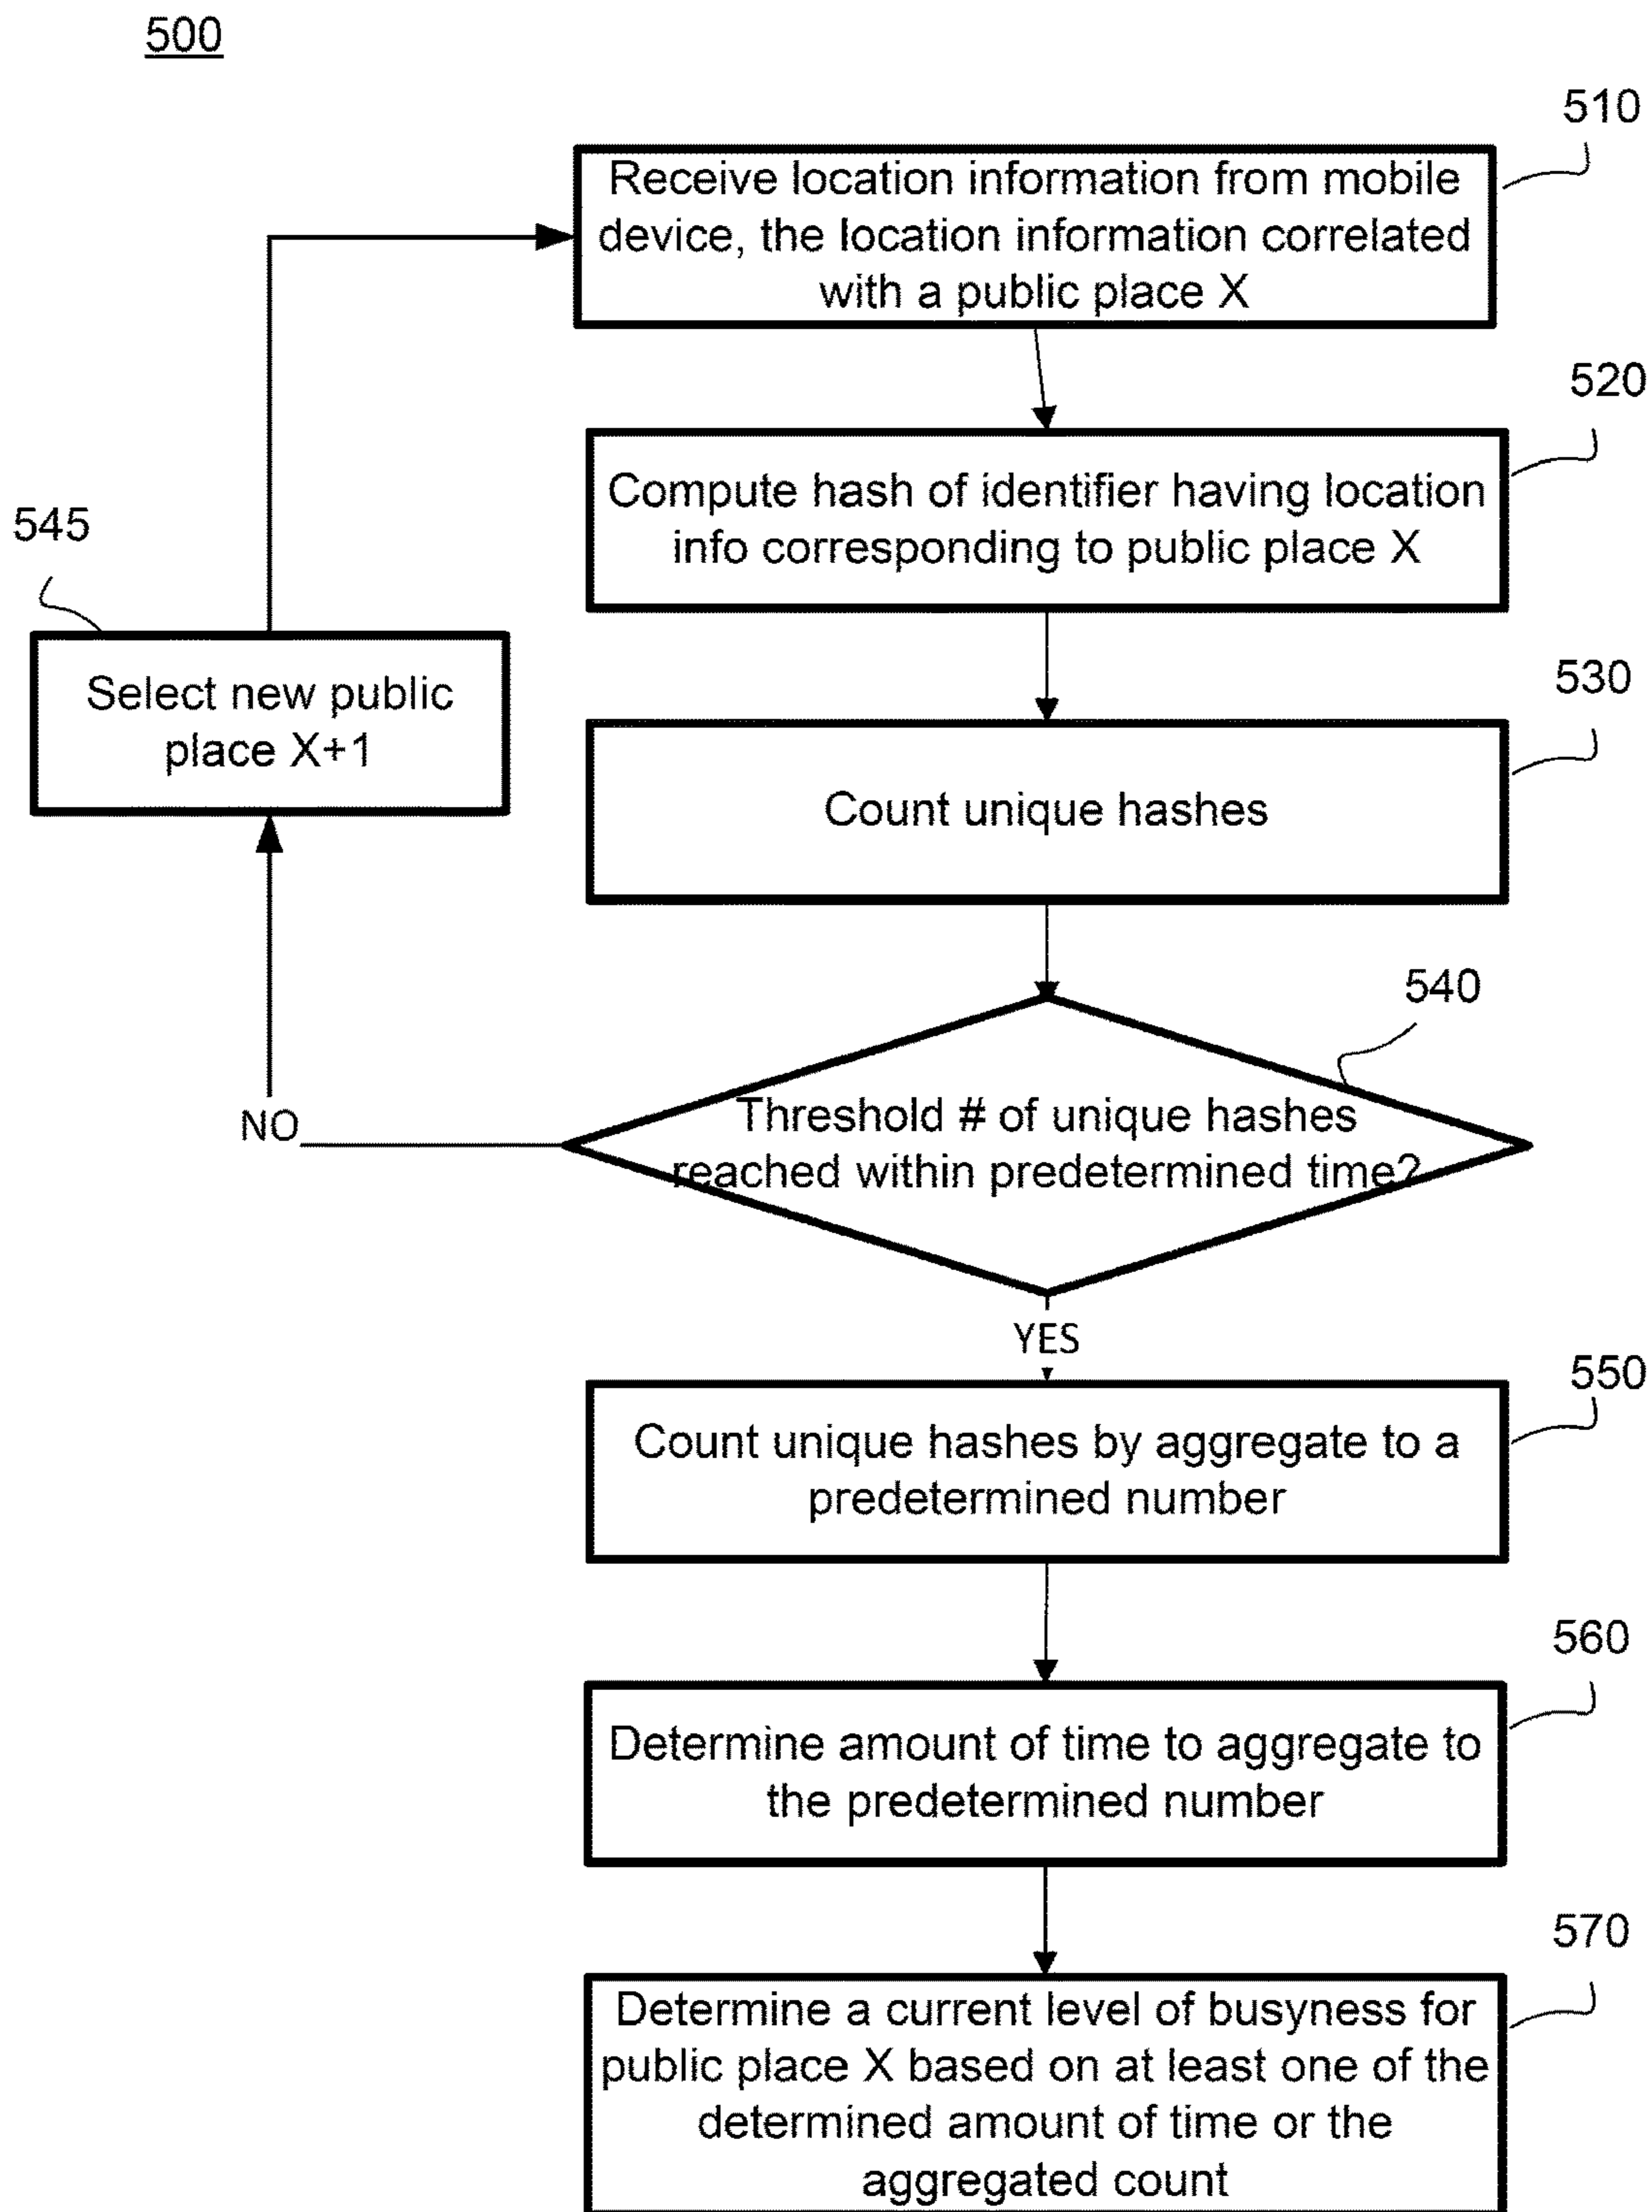 500
510
Receive location information from mobile
device, the location information correlated
with a public place X
520
Compute hash of identifier having location
info corresponding to public place X
545
Select new public
place X+1
530
Count unique hashes
540
Threshold # of unique hashes
reached within predetermined time?
NO
YES
550
Count unique hashes by aggregate to a
predetermined number
560
Determine amount of time to aggregate to
the predetermined number
570
Determine a current level of busyness for
public place X based on at least one of the
determined amount of time or the
aggregated count